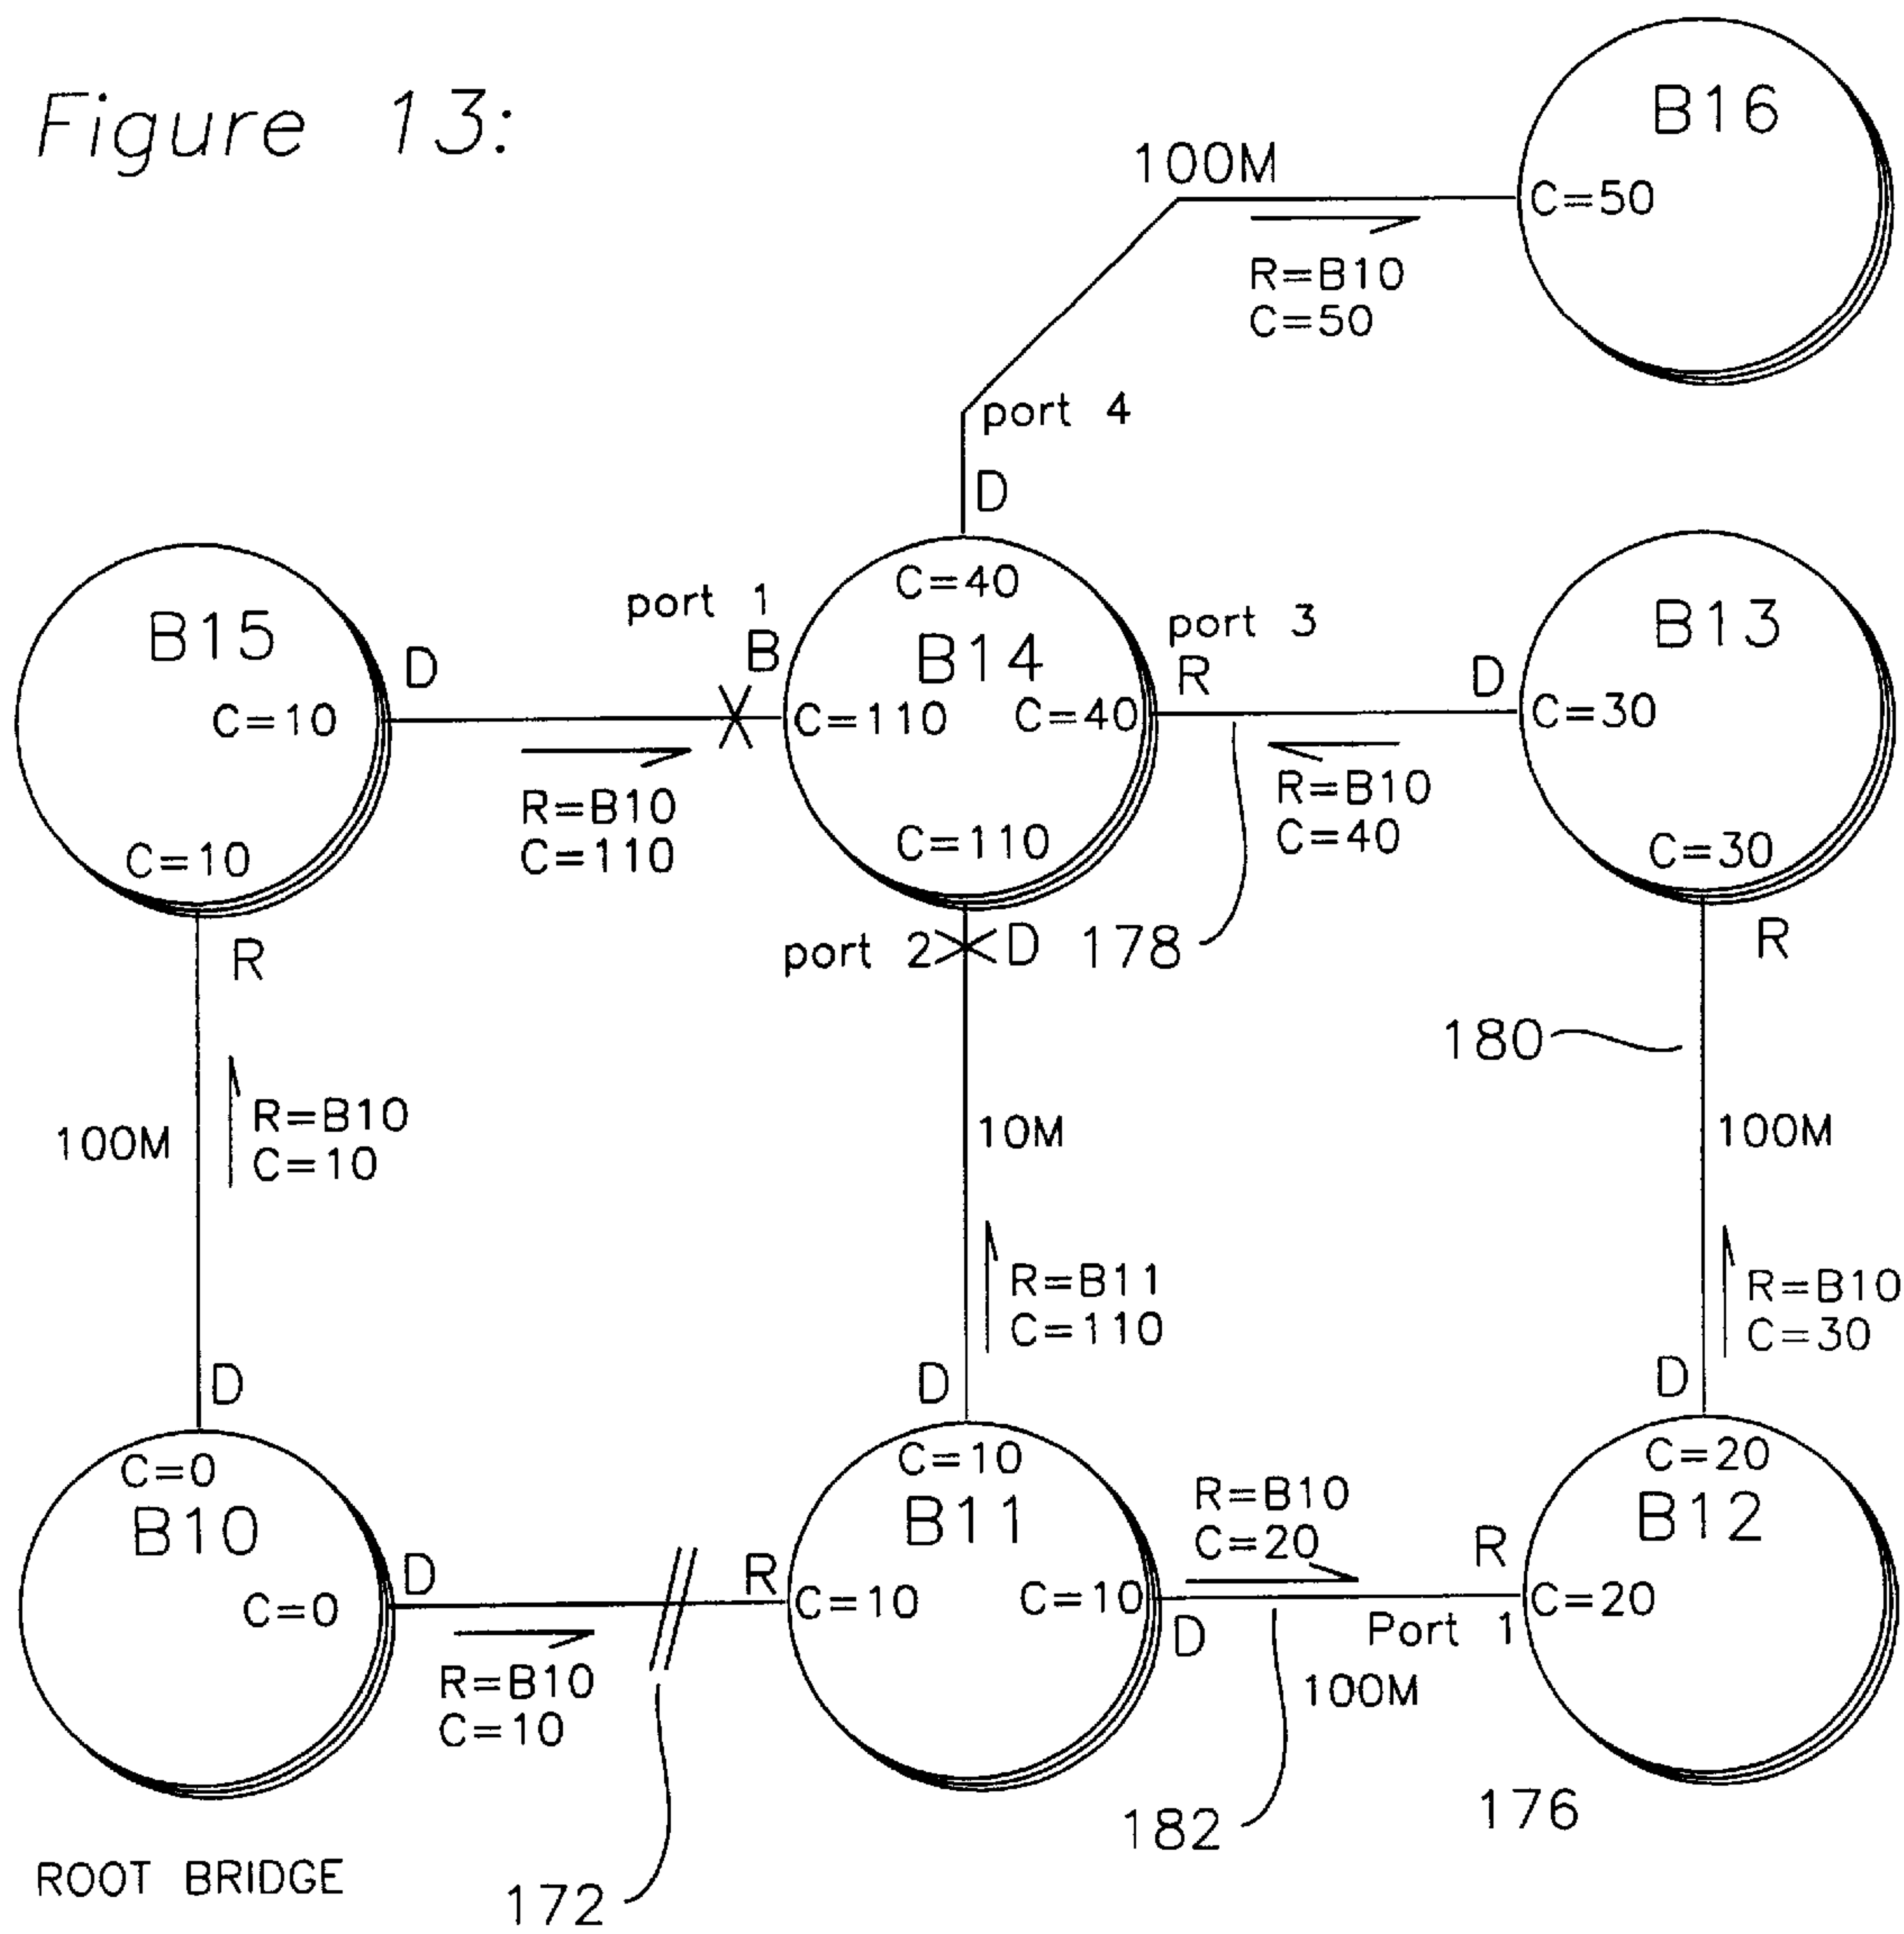 Figure 13:
B16
100M
C=50
R=B10
C=50
port 4
D
C=40
port 1
B
B14
port 3
R
B15
D
B13
D
C=10
C=110
C=40
C=30
R=B10
C=110
R=B10
C=40
C=10
C=110
C=30
R
port 2
D
178
R
180
R=B10
C=10
100M
10M
100M
R=B11
C=110
R=B10
C=30
D
D
D
C=0
B10
C=10
B11
C=20
B12
R=B10
C=20
D
R
R
C=0
C=10
C=10
C=20
D
Port 1
R=B10
C=10
100M
182
176
ROOT BRIDGE
172